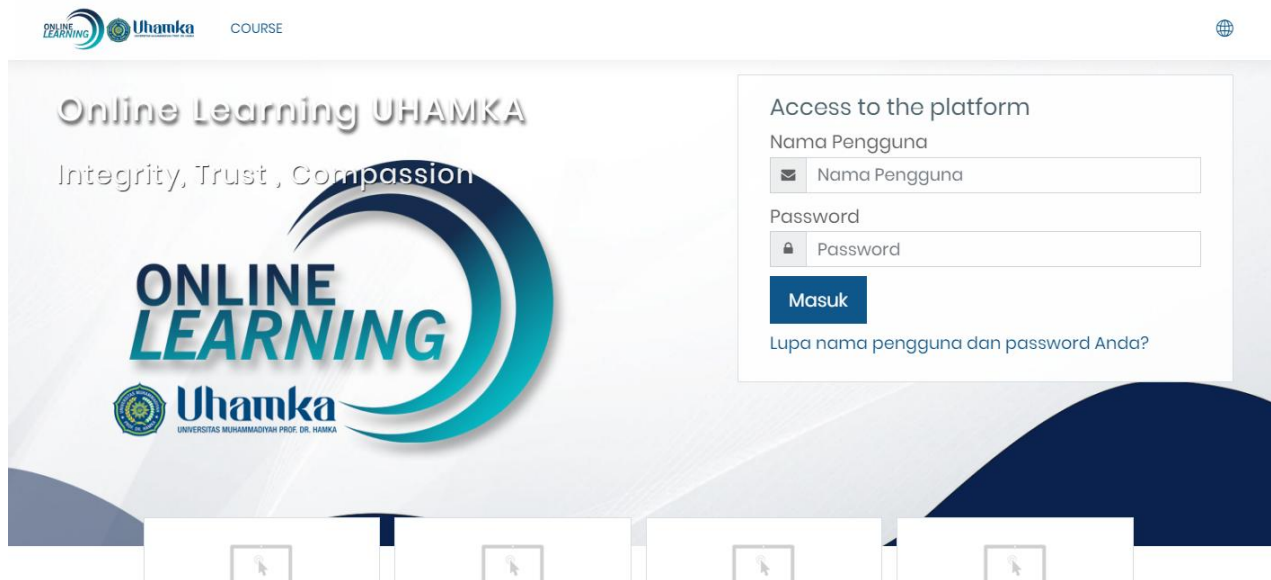 ONLINE
LEARNING
Uhamka
COURSE
Online Learning UHAMKA
Integrity, Trust , Compassion
ONLINE
LEARNING
Uhamka
UNIVERSITAS MUHAMMADIYAH PROF. DR. HAMKA
Access to the platform
Nama Pengguna
Nama Pengguna
Password
Password
Masuk
Lupa nama pengguna dan password Anda?